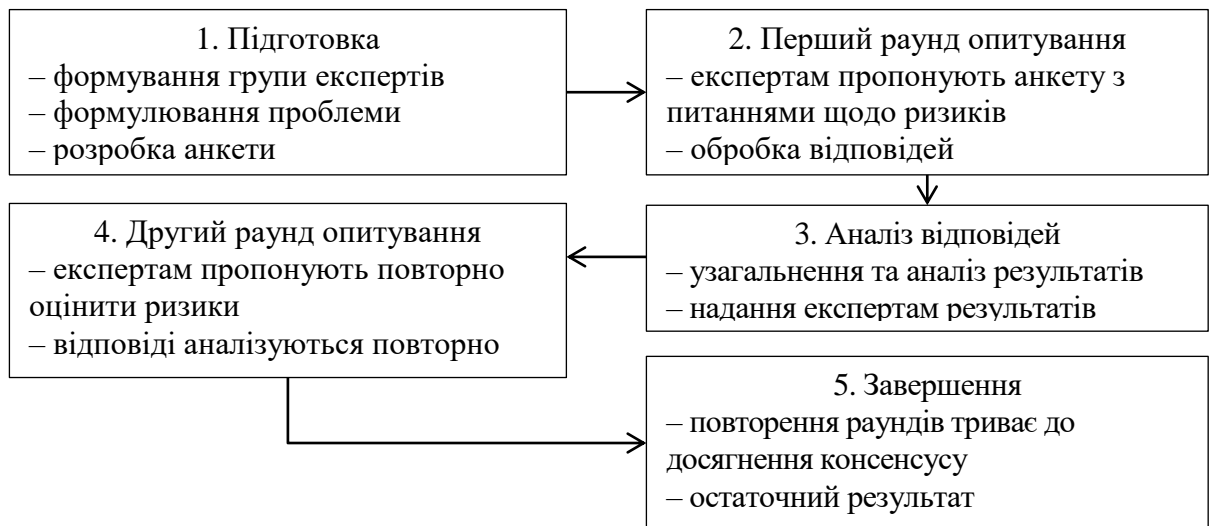 1. Підготовка
– формування групи експертів
– формулювання проблеми
– розробка анкети
2. Перший раунд опитування
– експертам пропонують анкету з
питаннями щодо ризиків
– обробка відповідей
3. Аналіз відповідей
– узагальнення та аналіз результатів
– надання експертам результатів
4. Другий раунд опитування
– експертам пропонують повторно
оцінити ризики
– відповіді аналізуються повторно
5. Завершення
– повторення раундів триває до
досягнення консенсусу
– остаточний результат